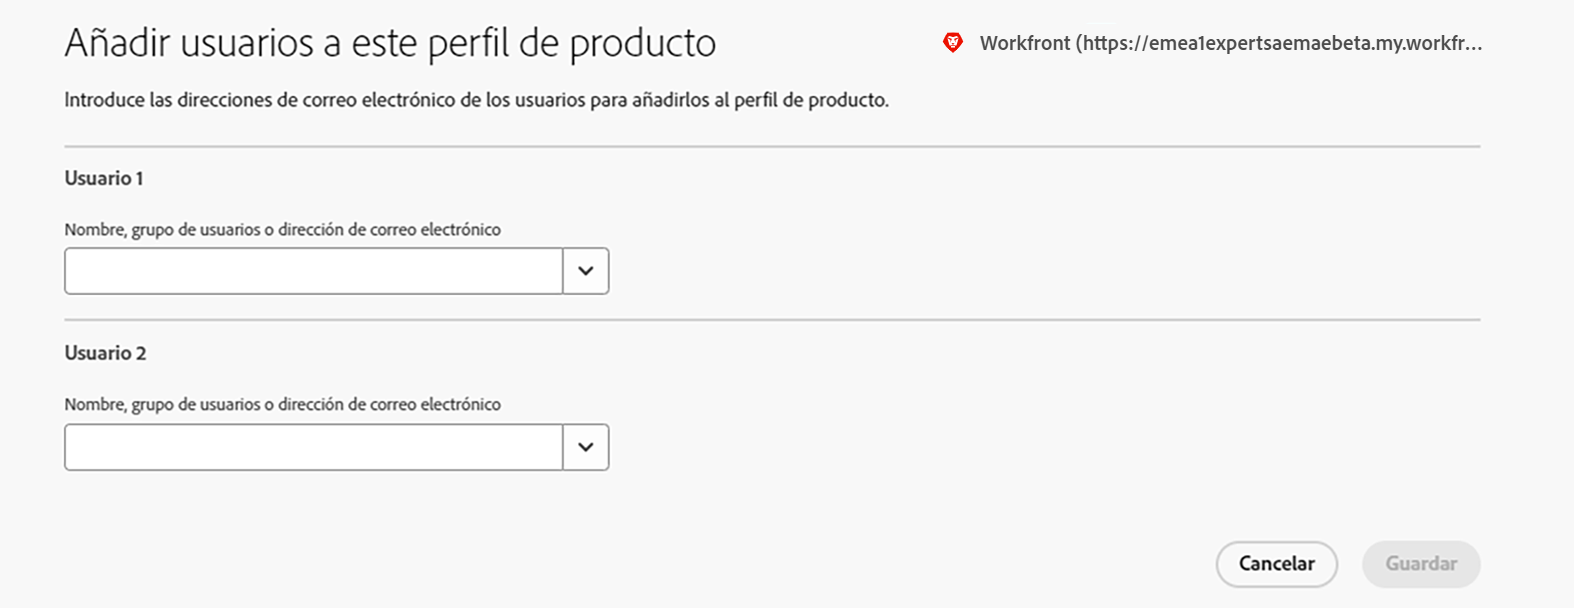 Añadir usuarios a este perfil de producto
Workfront (https://emea1expertsaemaebeta.my.workfr...
Introduce las direcciones de correo electrónico de los usuarios para añadirlos al perfil de producto.
Usuario 1
Nombre, grupo de usuarios o dirección de correo electrónico
Usuario 2
Nombre, grupo de usuarios o dirección de correo electrónico
Cancelar
Guardar